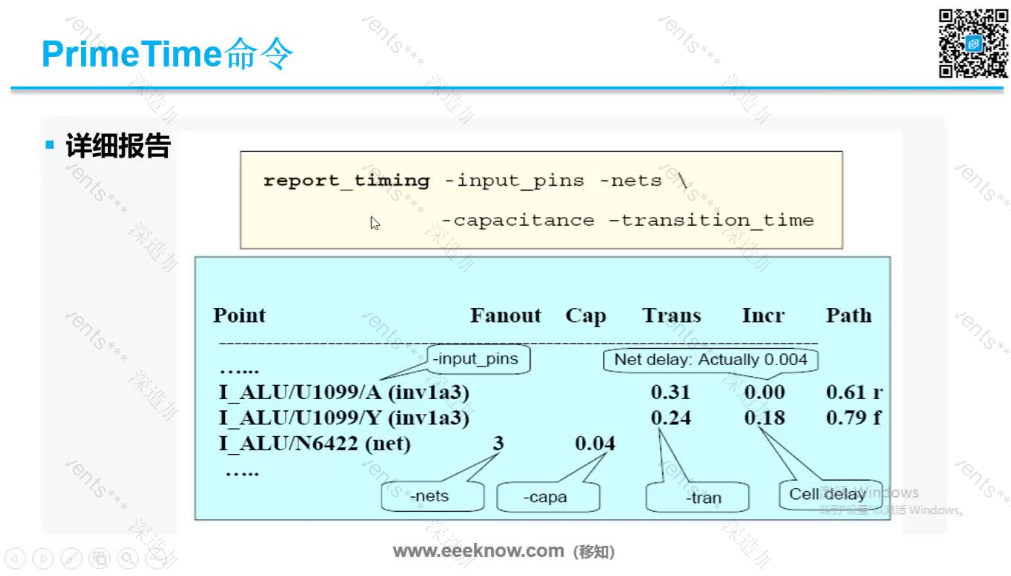 PrimeTime命令
详细报告
report_timing -input_pins -nets \
-capacitance –transition_time
Point Fanout Cap Trans Incr Path
…...
-input_pins
Net delay: Actually 0.004
I_ALU/U1099/A (inv1a3) 0.31 0.00 0.61 r
I_ALU/U1099/Y (inv1a3) 0.24 0.18 0.79 f
I_ALU/N6422 (net) 3 0.04
…..
-nets
-capa
-tran
Cell delay
www.eeeknow.com（移知）